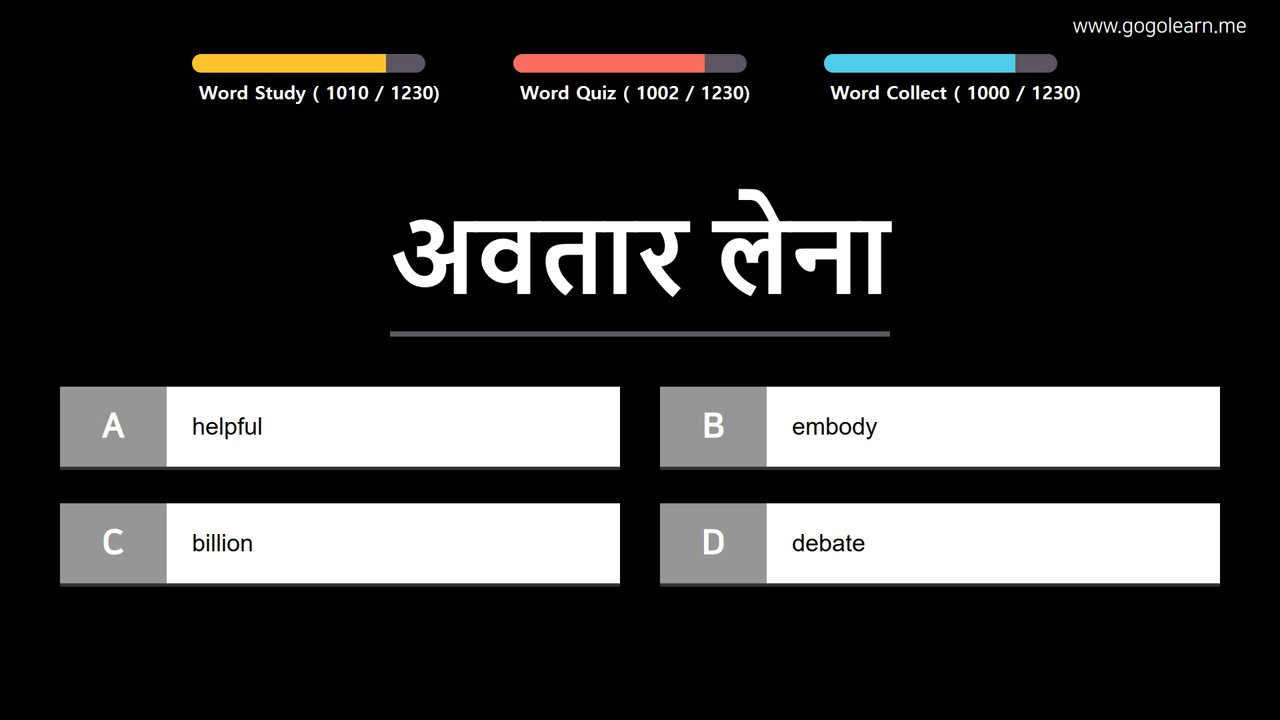 www.gogolearn.me
Word Study ( 1010 / 1230)
Word Quiz ( 1002 / 1230)
Word Collect ( 1000 / 1230)
अवतार लेना
A helpful
B embody
C billion
D debate